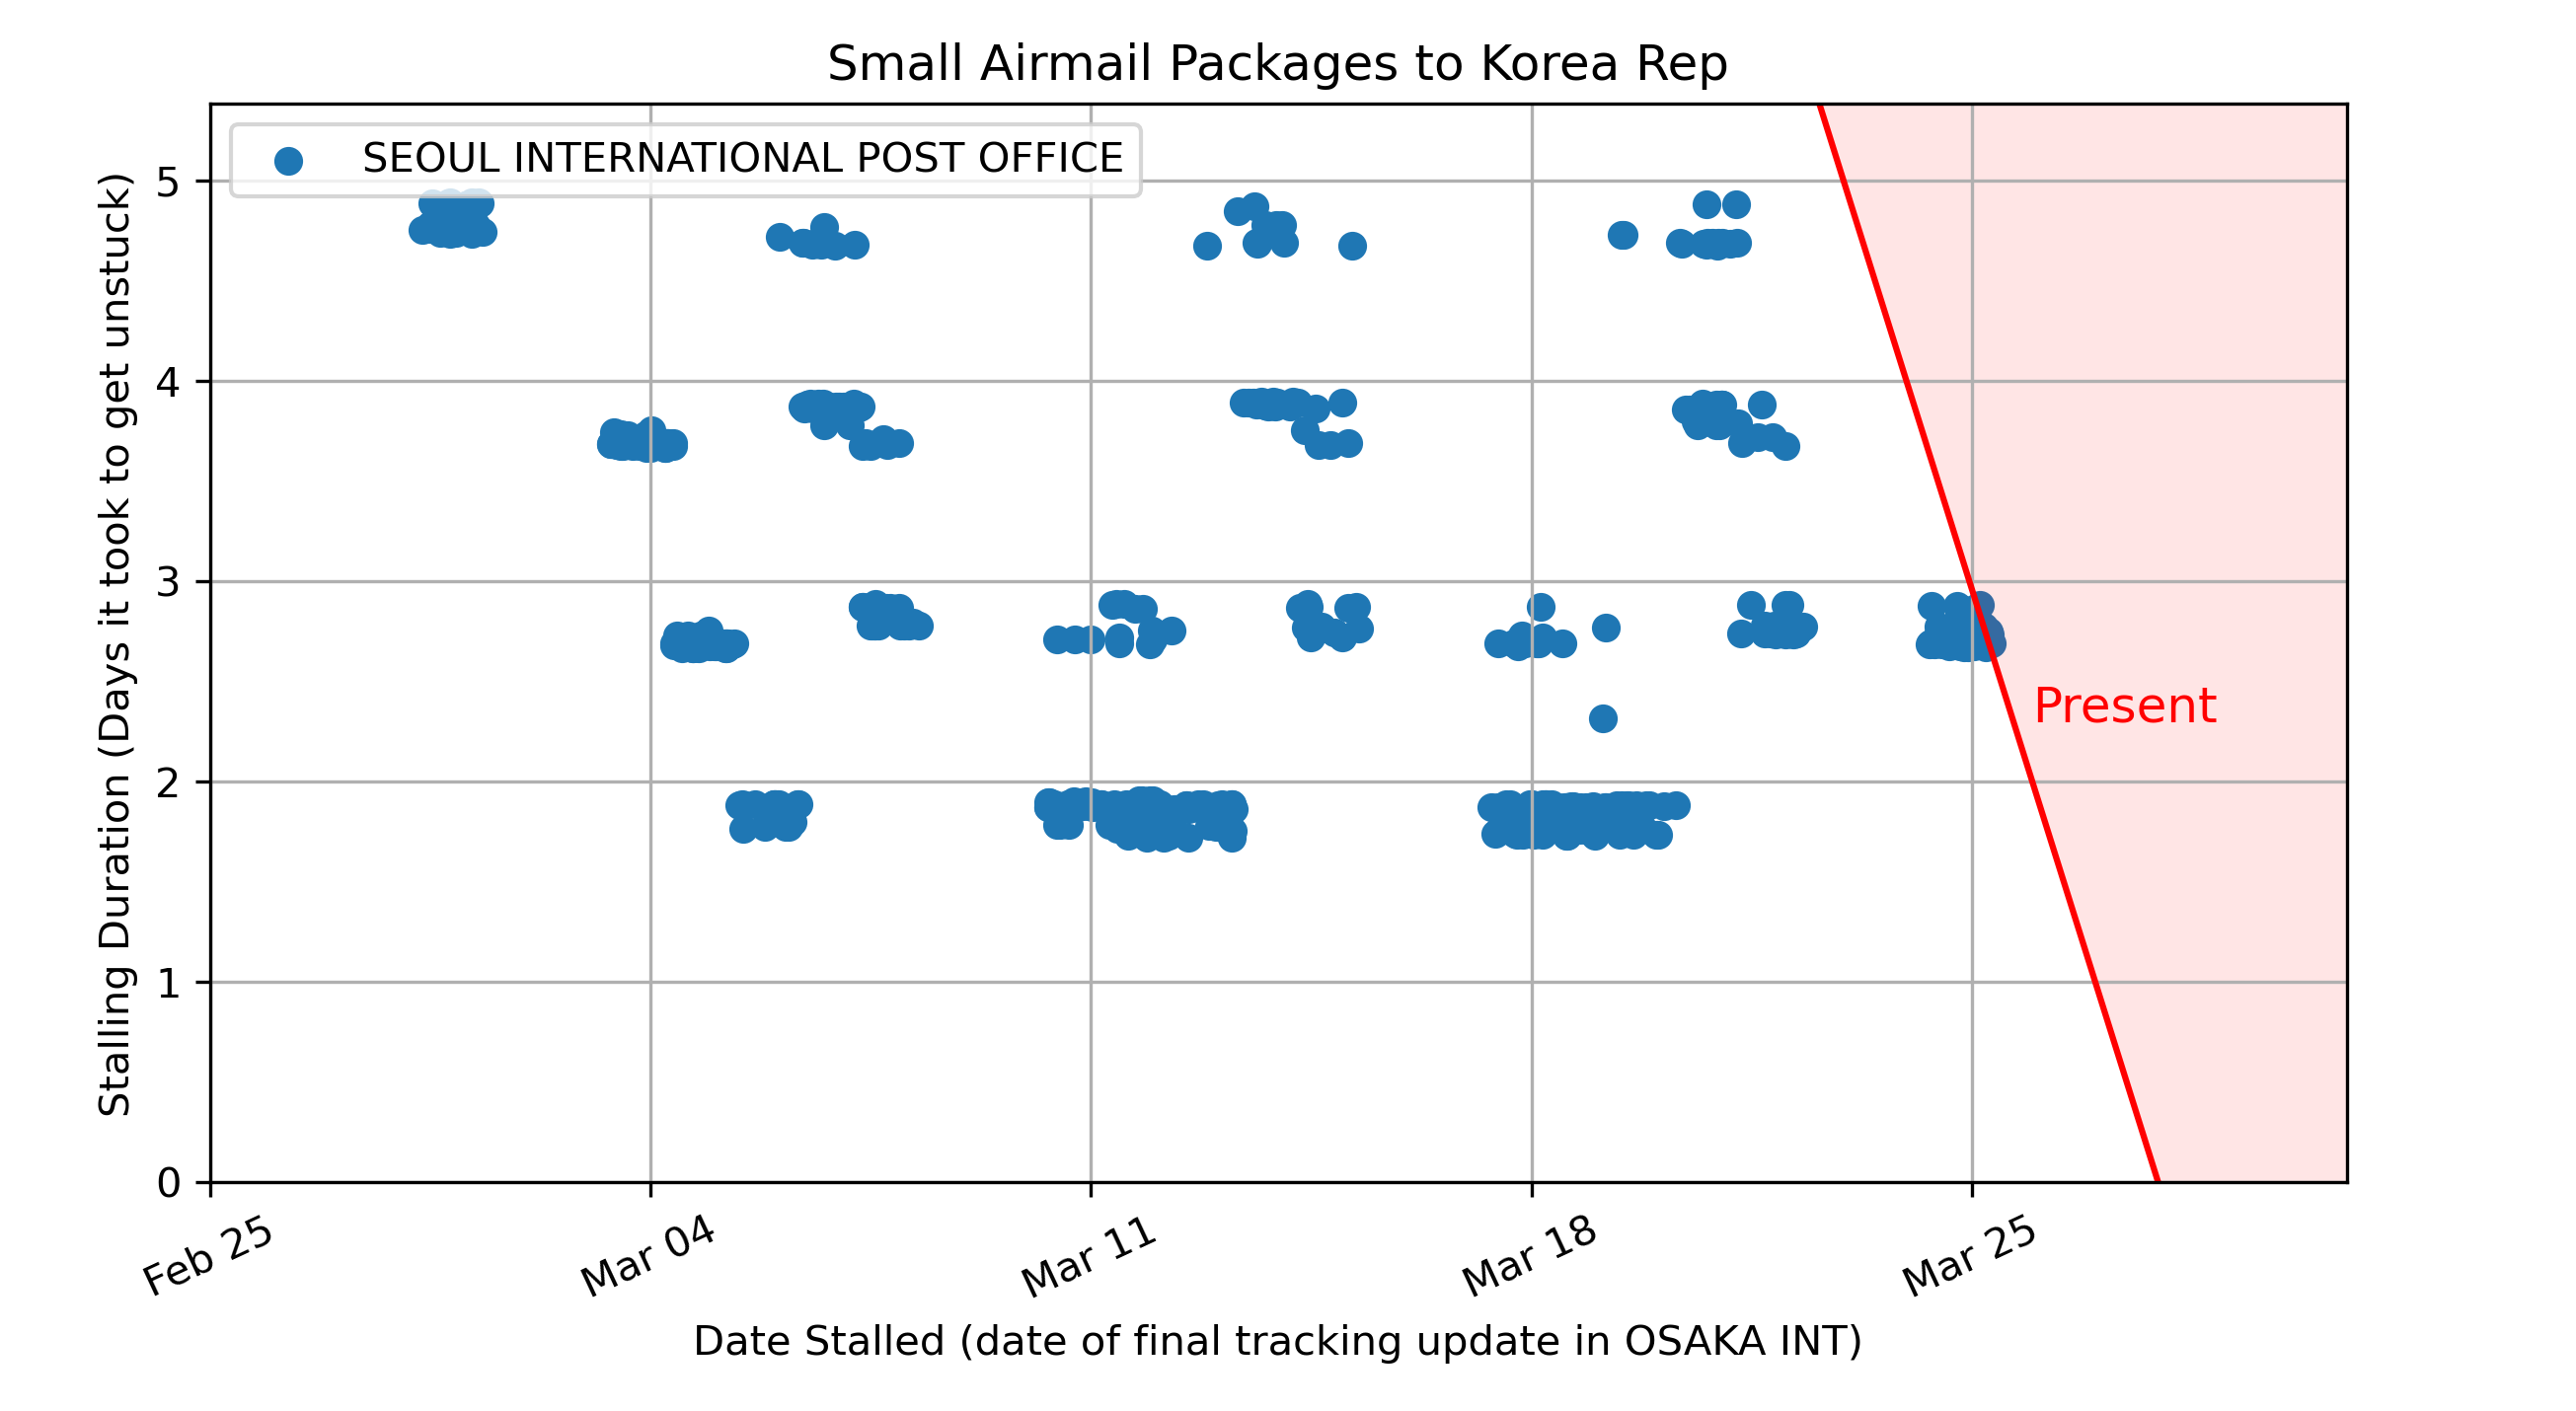 Small Airmail Packages to Korea Rep
SEOUL INTERNATIONAL POST OFFICE
Stalling Duration (Days it took to get unstuck)
5
4
3
2
1
0
Present
Feb 25
Mar 04
Mar 11
Mar 18
Mar 25
Date Stalled (date of final tracking update in OSAKA INT)